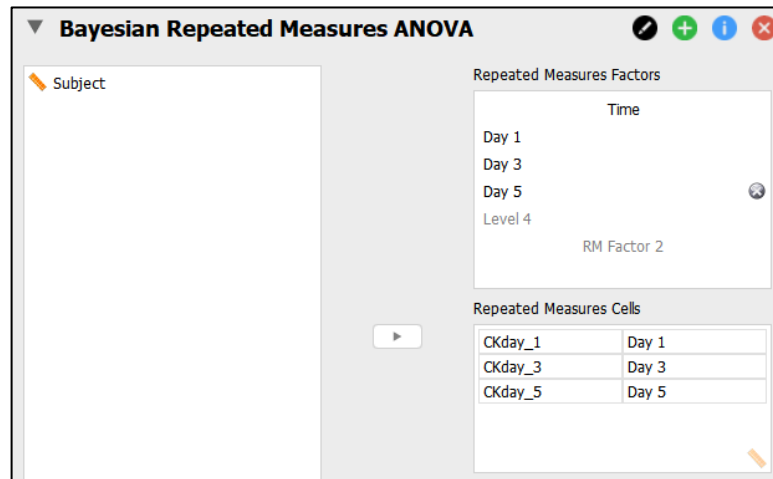 Bayesian Repeated Measures ANOVA
Subject
Repeated Measures Factors
Time
Day 1
Day 3
Day 5
Level 4
RM Factor 2
Repeated Measures Cells
CKday_1 Day 1
CKday_3 Day 3
CKday_5 Day 5